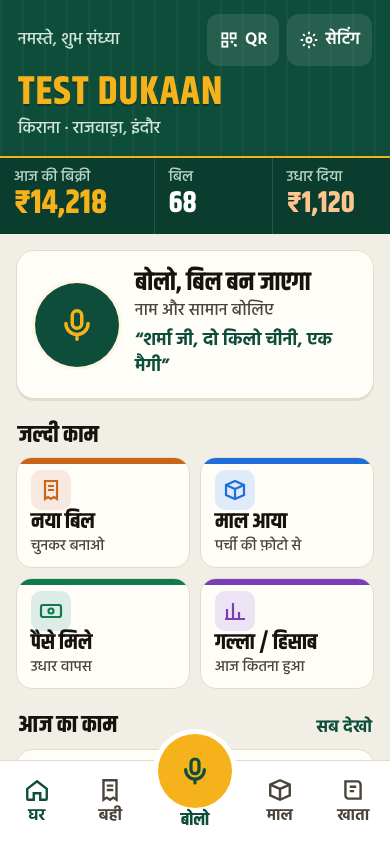 नमस्ते, शुभ संध्या
QR
सेटिंग
TEST DUKAAN
किराना · राजवाड़ा, इंदौर
आज की बिक्री
₹14,218
बिल
68
उधार दिया
₹1,120
बोलो, बिल बन जाएगा
नाम और सामान बोलिए
“शर्मा जी, दो किलो चीनी, एक
मैगी”
जल्दी काम
नया बिल
चुनकर बनाओ
माल आया
पर्ची की फ़ोटो से
पैसे मिले
उधार वापस
गल्ला / हिसाब
आज कितना हुआ
आज का काम
सब देखो
घर
बही
बोलो
माल
खाता